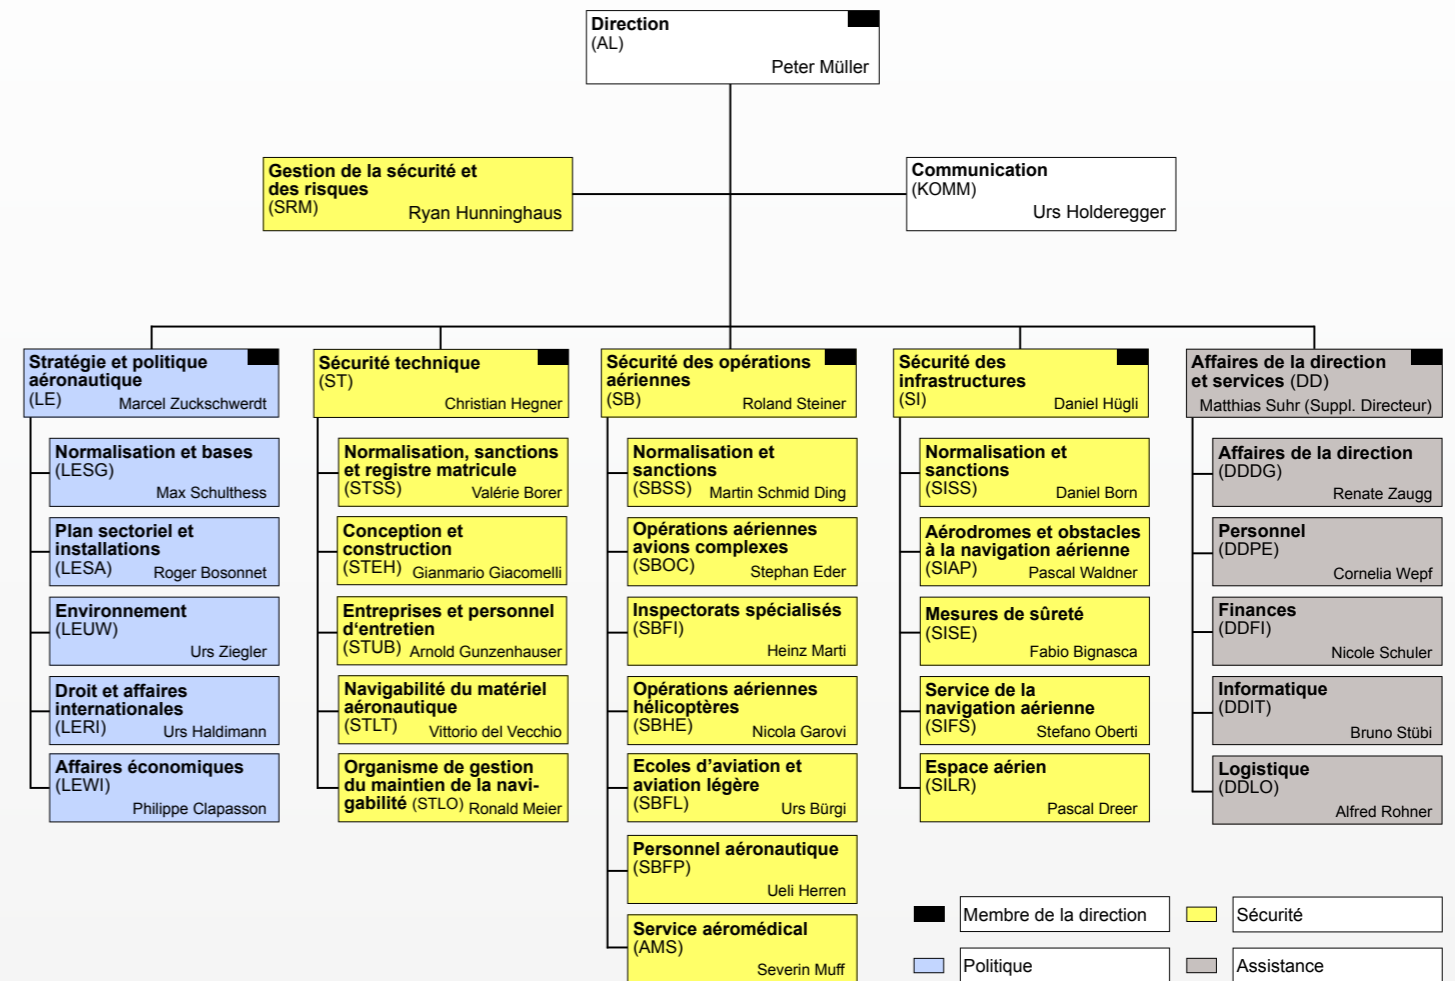 Direction
(AL)
Peter Müller
Gestion de la sécurité et
des risques
(SRM) Ryan Hunninghaus
Communication
(KOMM)
Urs Holderegger
Stratégie et politique
aéronautique
(LE) Marcel Zuckschwerdt
Normalisation et bases
(LESG)
Max Schulthess
Plan sectoriel et
installations
(LESA) Roger Bosonnet
Environnement
(LEUW)
Urs Ziegler
Droit et affaires
internationales
(LERI) Urs Haldimann
Affaires économiques
(LEWI)
Philippe Clapasson
Sécurité technique
(ST)
Christian Hegner
Normalisation, sanctions
et registre matricule
(STSS) Valérie Borer
Conception et
construction
(STEH) Gianmario Giacomelli
Entreprises et personnel
d‘entretien
(STUB) Arnold Gunzenhauser
Navigabilité du matériel
aéronautique
(STLT) Vittorio del Vecchio
Organisme de gestion
du maintien de la navi-
gabilité (STLO) Ronald Meier
Sécurité des opérations
aériennes
(SB) Roland Steiner
Normalisation et
sanctions
(SBSS) Martin Schmid Ding
Opérations aériennes
avions complexes
(SBOC) Stephan Eder
Inspectorats spécialisés
(SBFI)
Heinz Marti
Opérations aériennes
hélicoptères
(SBHE) Nicola Garovi
Ecoles d’aviation et
aviation légère
(SBFL) Urs Bürgi
Personnel aéronautique
(SBFP)
Ueli Herren
Service aéromédical
(AMS)
Severin Muff
Sécurité des
infrastructures
(SI) Daniel Hügli
Normalisation et
sanctions
(SISS) Daniel Born
Aérodromes et obstacles
à la navigation aérienne
(SIAP) Pascal Waldner
Mesures de sûreté
(SISE)
Fabio Bignasca
Service de la
navigation aérienne
(SIFS) Stefano Oberti
Espace aérien
(SILR)
Pascal Dreer
Affaires de la direction
et services (DD)
Matthias Suhr (Suppl. Directeur)
Affaires de la direction
(DDDG)
Renate Zaugg
Personnel
(DDPE)
Cornelia Wepf
Finances
(DDFI)
Nicole Schuler
Informatique
(DDIT)
Bruno Stübi
Logistique
(DDLO)
Alfred Rohner
Membre de la direction
Sécurité
Politique
Assistance